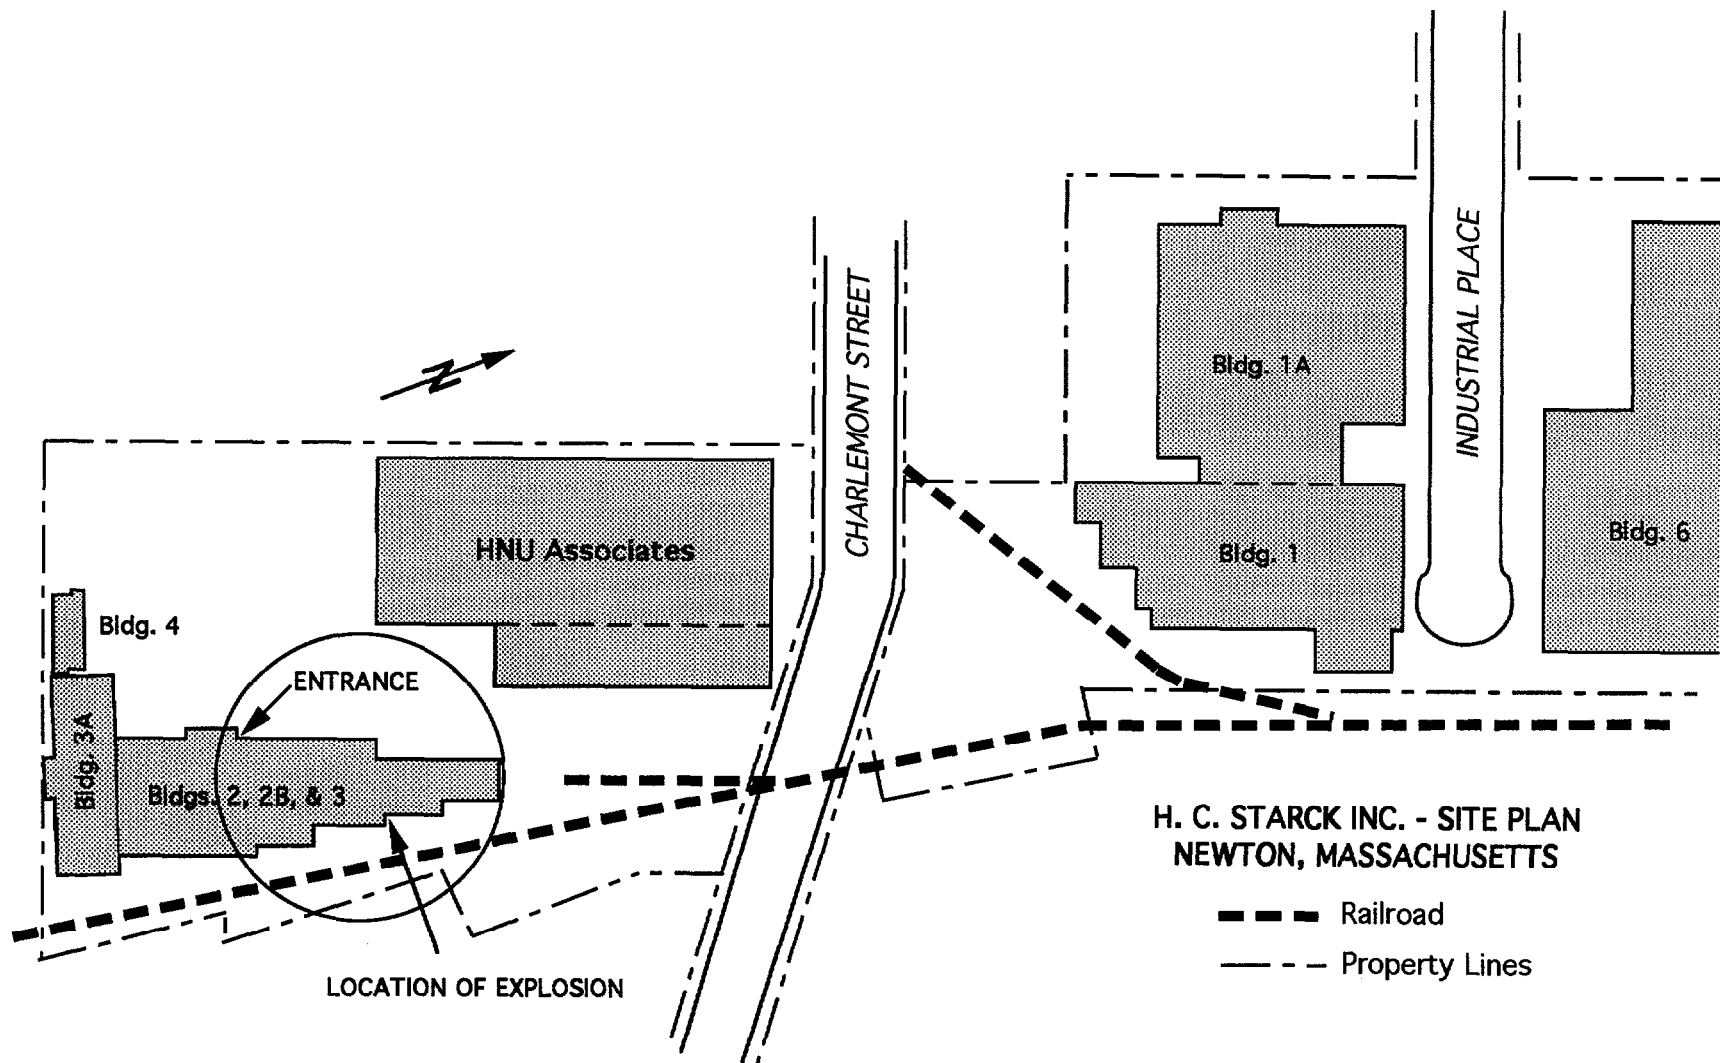 INDUSTRIAL PLACE
CHARLEMONT STREET
Bldg. 1A
N
HNU Associates
Bldg. 1
Bldg. 6
Bldg. 4
ENTRANCE
Bldg. 3A
Bldgs. 2, 2B, & 3
LOCATION OF EXPLOSION
H. C. STARCK INC. - SITE PLAN
NEWTON, MASSACHUSETTS
Railroad
Property Lines